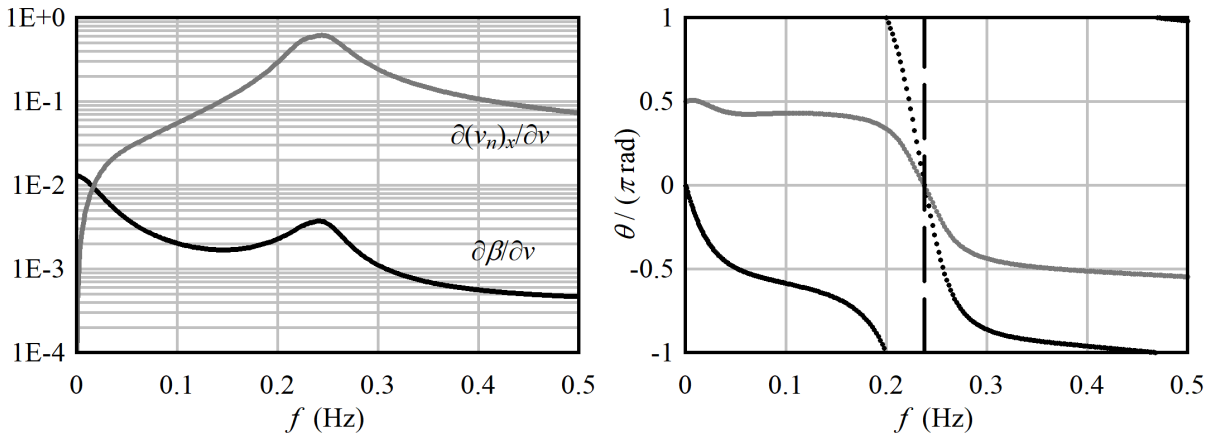 1E+0
1E-1
1E-2
1E-3
1E-4
∂(vn)x/∂v
∂β/∂v
0 0.1 0.2 0.3 0.4 0.5
f (Hz)
θ / (π rad)
1
0.5
0
-0.5
-1
0 0.1 0.2 0.3 0.4 0.5
f (Hz)